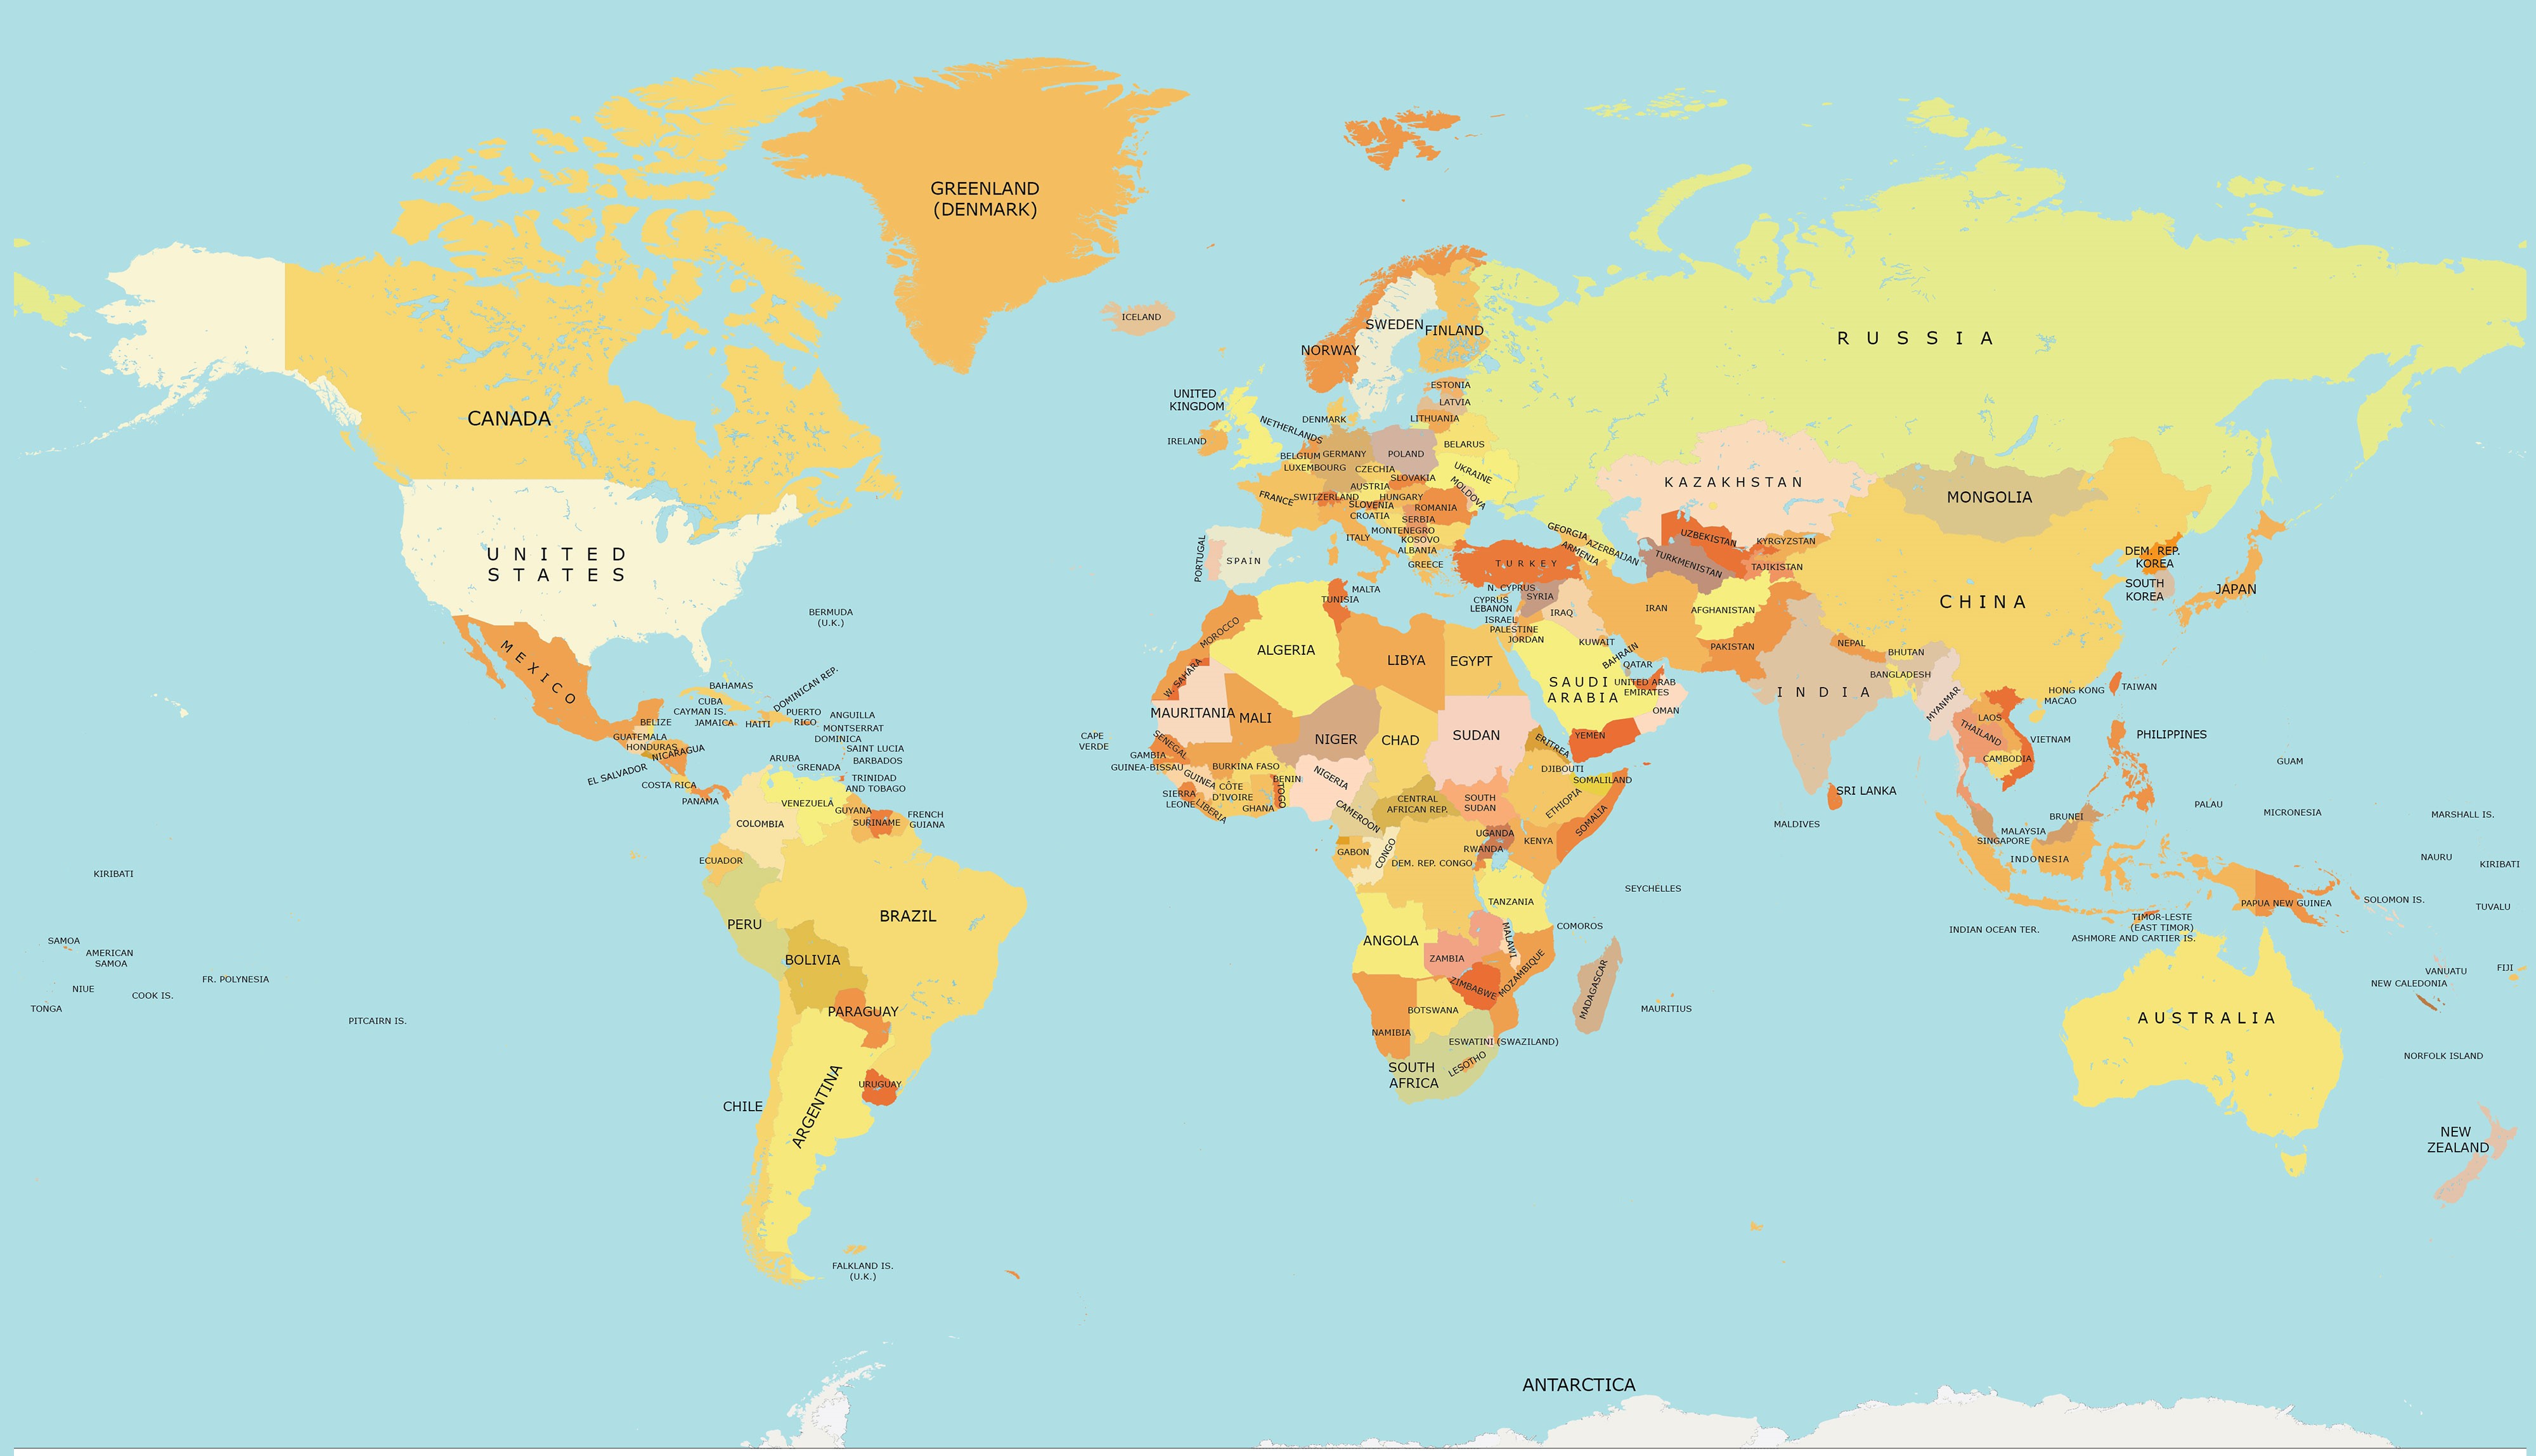 GREENLAND
(DENMARK)
ICELAND
CANADA
UNITED
STATES
MEXICO
BERMUDA
(U.K.)
BAHAMAS
CUBA
CAYMAN IS.
JAMAICA
HAITI
DOMINICAN REP.
PUERTO
RICO
ANGUILLA
MONTSERRAT
DOMINICA
SAINT LUCIA
BARBADOS
ARUBA
GRENADA
TRINIDAD
AND TOBAGO
BELIZE
GUATEMALA
HONDURAS
NICARAGUA
EL SALVADOR
COSTA RICA
PANAMA
VENEZUELA
COLOMBIA
GUYANA
SURINAME
FRENCH
GUIANA
ECUADOR
PERU
BRAZIL
BOLIVIA
PARAGUAY
URUGUAY
ARGENTINA
CHILE
FALKLAND IS.
(U.K.)
KIRIBATI
SAMOA
AMERICAN
SAMOA
NIUE
COOK IS.
TONGA
FR. POLYNESIA
PITCAIRN IS.
NORWAY
SWEDEN
FINLAND
ESTONIA
LATVIA
LITHUANIA
BELARUS
UNITED
KINGDOM
IRELAND
DENMARK
NETHERLANDS
BELGIUM
GERMANY
POLAND
LUXEMBOURG
CZECHIA
SLOVAKIA
UKRAINE
MOLDOVA
AUSTRIA
FRANCE
SWITZERLAND
HUNGARY
SLOVENIA
CROATIA
ROMANIA
SERBIA
MONTENEGRO
ITALY
KOSOVO
ALBANIA
GREECE
PORTUGAL
SPAIN
MALTA
TURKEY
GEORGIA
ARMENIA
AZERBAIJAN
N. CYPRUS
CYPRUS
SYRIA
LEBANON
ISRAEL
PALESTINE
JORDAN
IRAQ
IRAN
KUWAIT
BAHRAIN
QATAR
SAUDI
ARABIA
UNITED ARAB
EMIRATES
OMAN
YEMEN
RUSSIA
KAZAKHSTAN
UZBEKISTAN
TURKMENISTAN
KYRGYZSTAN
TAJIKISTAN
AFGHANISTAN
PAKISTAN
MONGOLIA
CHINA
DEM. REP.
KOREA
SOUTH
KOREA
JAPAN
NEPAL
BHUTAN
BANGLADESH
INDIA
SRI LANKA
MALDIVES
MYANMAR
LAOS
THAILAND
VIETNAM
CAMBODIA
HONG KONG
MACAO
TAIWAN
PHILIPPINES
BRUNEI
MALAYSIA
SINGAPORE
INDONESIA
PAPUA NEW GUINEA
TIMOR-LESTE
(EAST TIMOR)
INDIAN OCEAN TER.
ASHMORE AND CARTIER IS.
GUAM
PALAU
MICRONESIA
MARSHALL IS.
NAURU
KIRIBATI
SOLOMON IS.
TUVALU
VANUATU
FIJI
NEW CALEDONIA
AUSTRALIA
NORFOLK ISLAND
NEW
ZEALAND
MOROCCO
W. SAHARA
ALGERIA
TUNISIA
LIBYA
EGYPT
MAURITANIA
MALI
NIGER
CHAD
SUDAN
ERITREA
DJIBOUTI
SOMALILAND
ETHIOPIA
SOMALIA
CAPE
VERDE
SENEGAL
GAMBIA
GUINEA-BISSAU
GUINEA
SIERRA
LEONE
LIBERIA
CÔTE
D'IVOIRE
BURKINA FASO
GHANA
TOGO
BENIN
NIGERIA
CAMEROON
CENTRAL
AFRICAN REP.
SOUTH
SUDAN
UGANDA
KENYA
RWANDA
GABON
CONGO
DEM. REP. CONGO
TANZANIA
SEYCHELLES
COMOROS
ANGOLA
ZAMBIA
MALAWI
MOZAMBIQUE
ZIMBABWE
MADAGASCAR
MAURITIUS
NAMIBIA
BOTSWANA
ESWATINI (SWAZILAND)
LESOTHO
SOUTH
AFRICA
ANTARCTICA